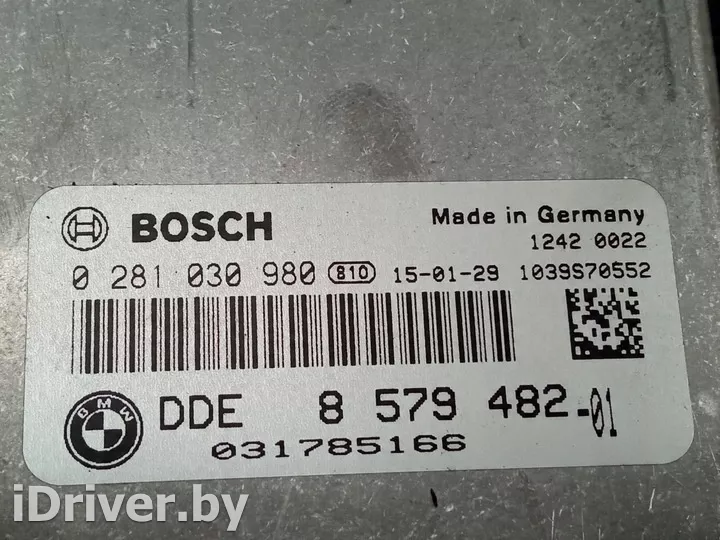 BOSCH
Made in Germany
1242 0022
0 281 030 980 810 15-01-29 1039S70552
BMW DDE 8 579 482-01
031785166
iDriver.by